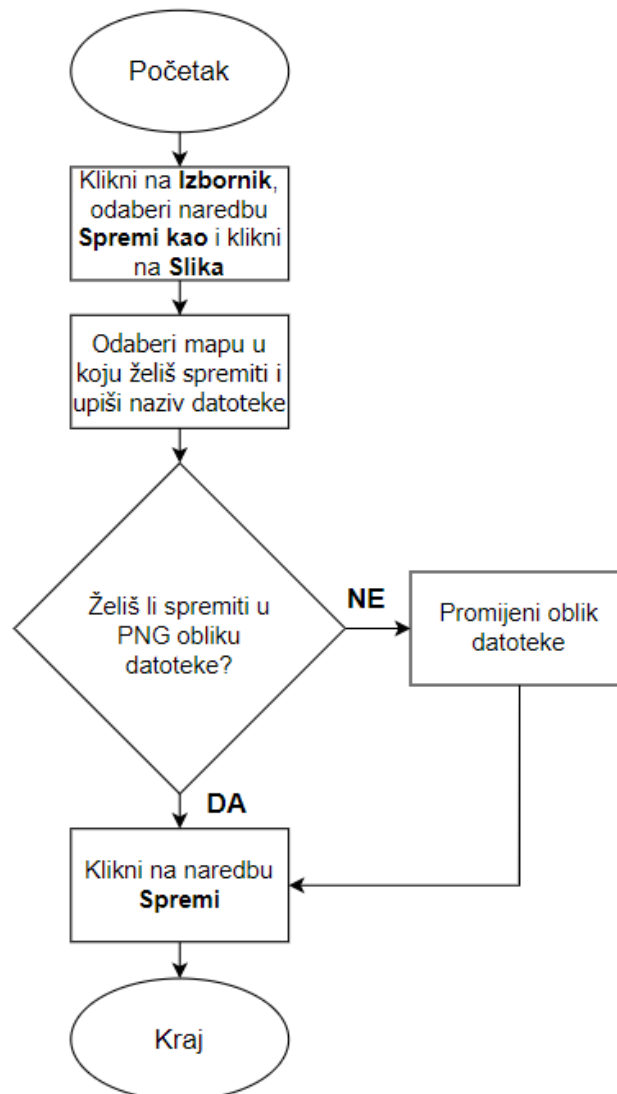 Početak
Klikni na Izbornik,
odaberi naredbu
Spremi kao i klikni
na Slika
Odaberi mapu u
koju želiš spremiti i
upiši naziv datoteke
Želiš li spremiti u
PNG obliku
datoteke?
NE
Promijeni oblik
datoteke
DA
Klikni na naredbu
Spremi
Kraj